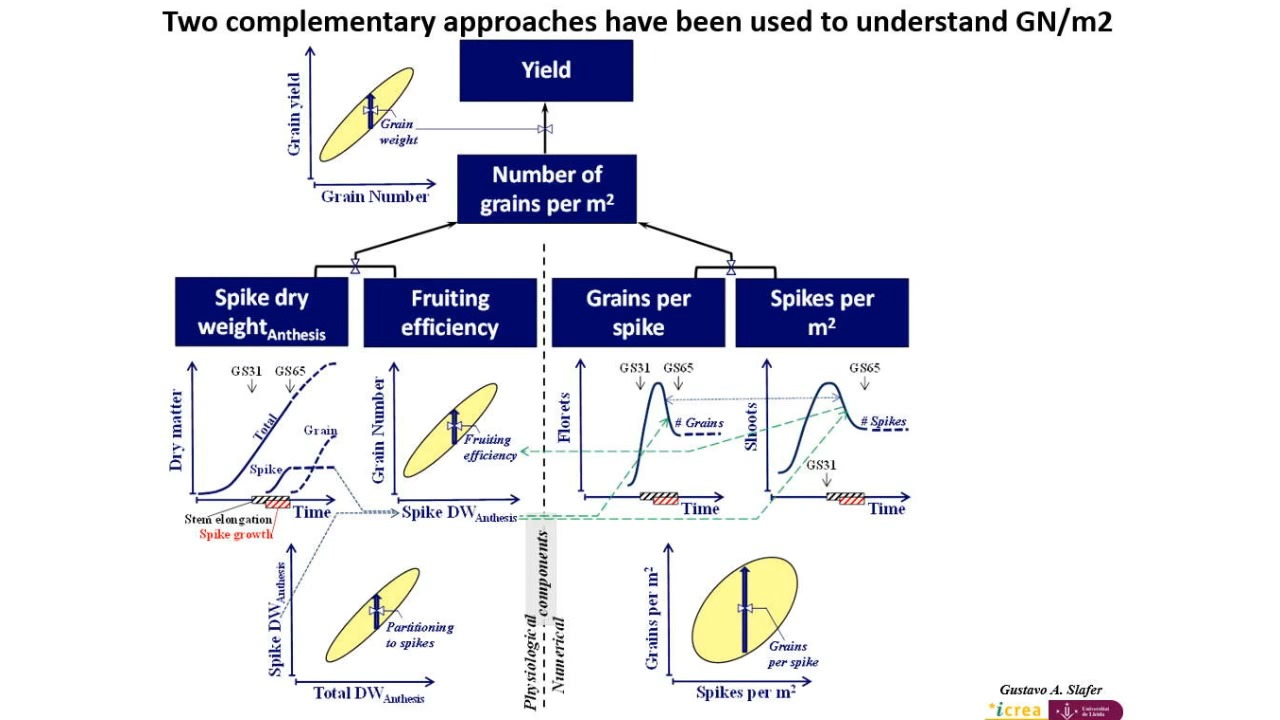 Two complementary approaches have been used to understand GN/m2
Yield
Grain yield
Grain
weight
Grain Number
Number of
grains per m²
Spike dry
weightAnthesis
Fruiting
efficiency
Grains per
spike
Spikes per
m²
Dry matter
GS31
GS65
Total
Grain
Spike
Time
Stem elongation
Spike growth
Grain Number
Fruiting
efficiency
Spike DWAnthesis
Florets
GS31
GS65
# Grains
Time
Shoots
GS65
# Spikes
GS31
Time
Spike DWAnthesis
Partitioning
to spikes
Total DWAnthesis
Physiological
Numerical
components
Grains per m²
Grains
per spike
Spikes per m²
Gustavo A. Slafer
icrea
Universitat
de Lleida